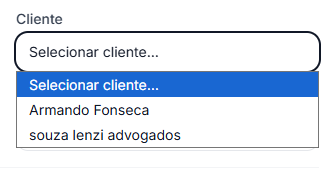 Cliente
Selecionar cliente...
Selecionar cliente...
Armando Fonseca
souza lenzi advogados